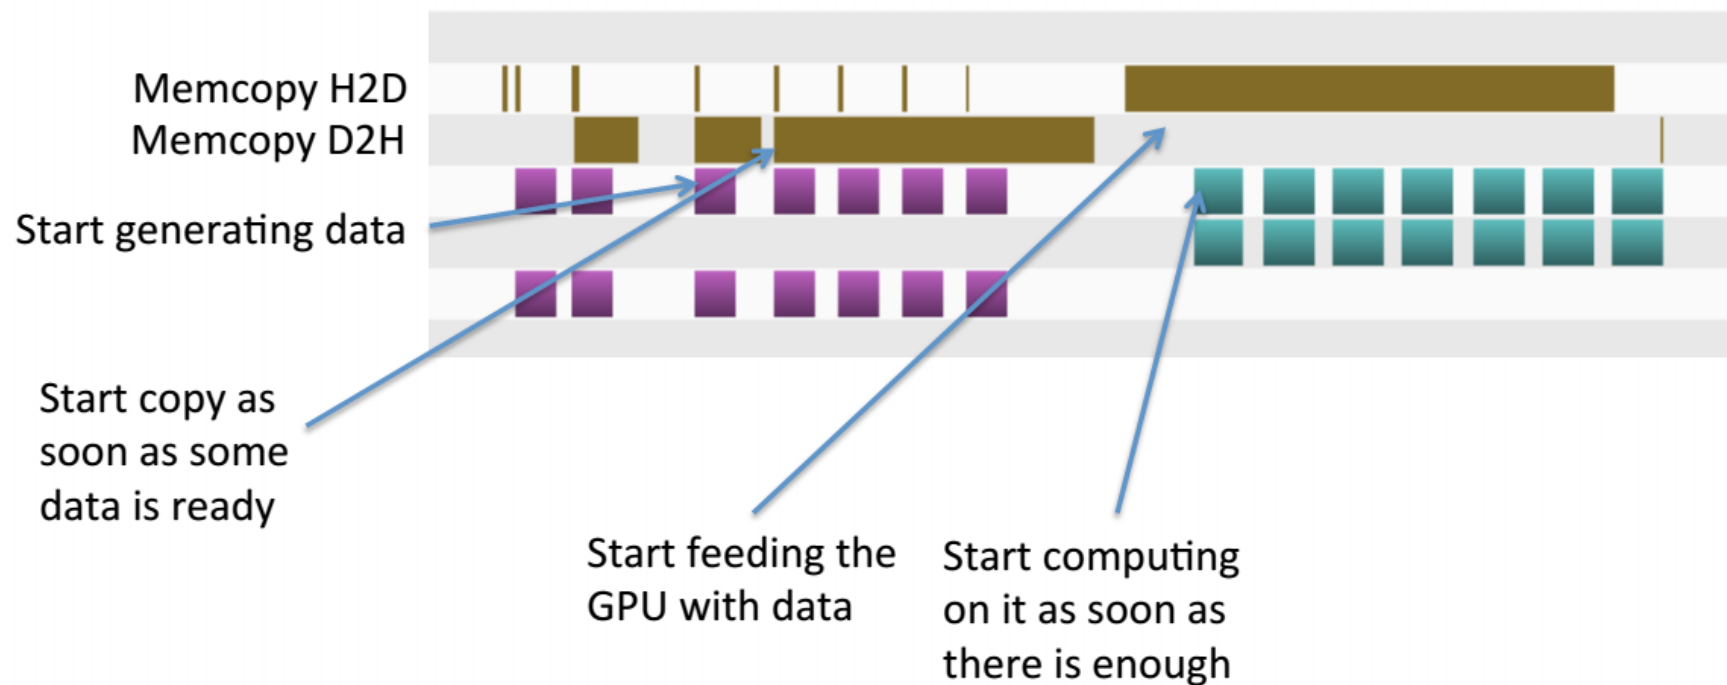 Memcopy H2D
Memcopy D2H
Start generating data
Start copy as
soon as some
data is ready
Start feeding the
GPU with data
Start computing
on it as soon as
there is enough